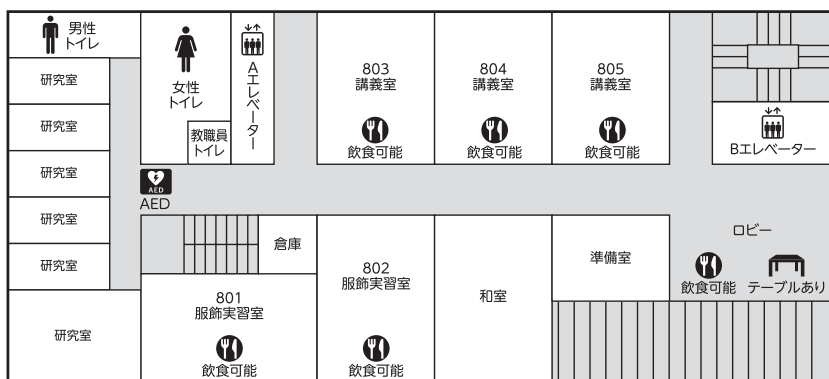 男性
トイレ
研究室
研究室
研究室
研究室
研究室
研究室
女性
トイレ
教職員
トイレ
Aエレベーター
803
講義室
飲食可能
804
講義室
飲食可能
805
講義室
飲食可能
Bエレベーター
AED
AED
倉庫
801
服飾実習室
飲食可能
802
服飾実習室
飲食可能
和室
準備室
ロビー
飲食可能
テーブルあり